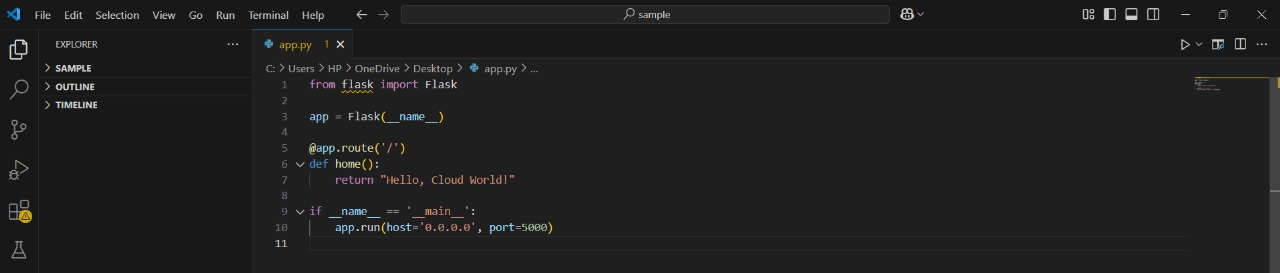 File Edit Selection View Go Run Terminal Help
sample
EXPLORER
SAMPLE
OUTLINE
TIMELINE
app.py 1
C: > Users > HP > OneDrive > Desktop > app.py > ...
1 from flask import Flask
2
3 app = Flask(__name__)
4
5 @app.route('/')
6 def home():
7     return "Hello, Cloud World!"
8
9 if __name__ == '__main__':
10     app.run(host='0.0.0.0', port=5000)
11